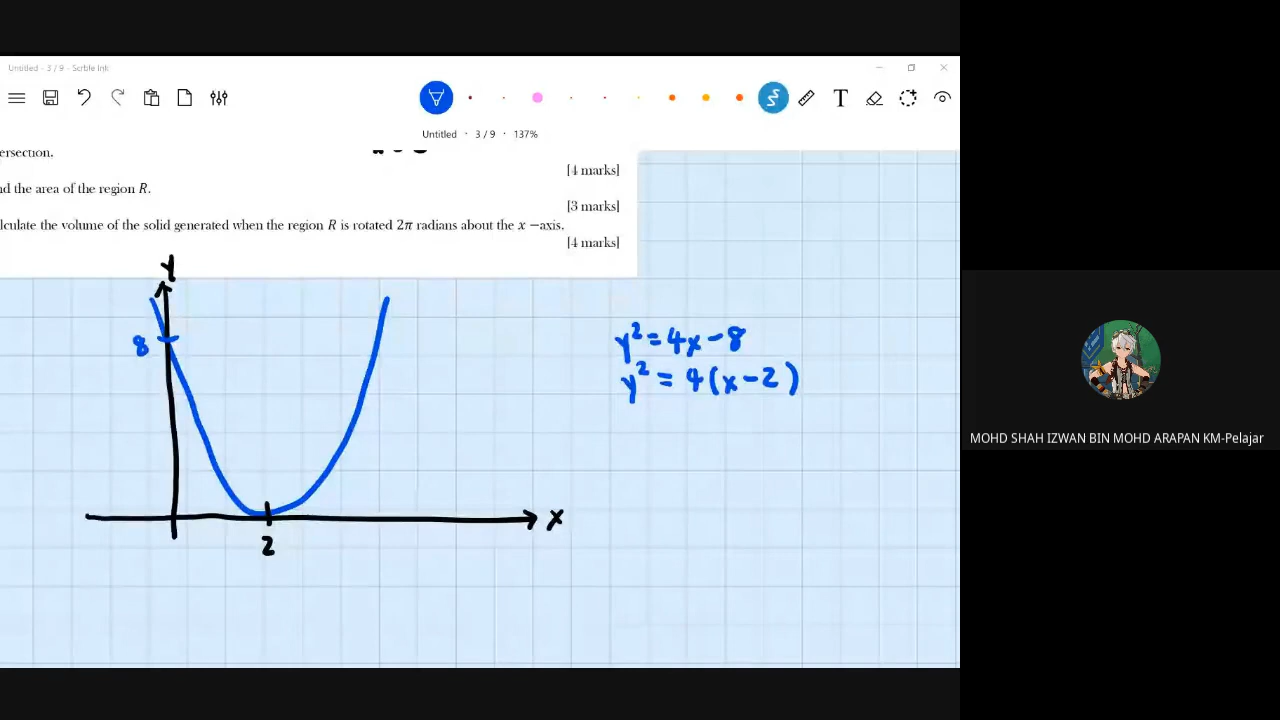 Untitled - 3 / 9 - Scrble Ink
T
Untitled · 3 / 9 · 137%
ersection.
[4 marks]
nd the area of the region R.
[3 marks]
lculate the volume of the solid generated when the region R is rotated 2π radians about the x −axis.
[4 marks]
y
8
x
2
y² = 4x - 8
y² = 4(x - 2)
MOHD SHAH IZWAN BIN MOHD ARAPAN KM-Pelajar